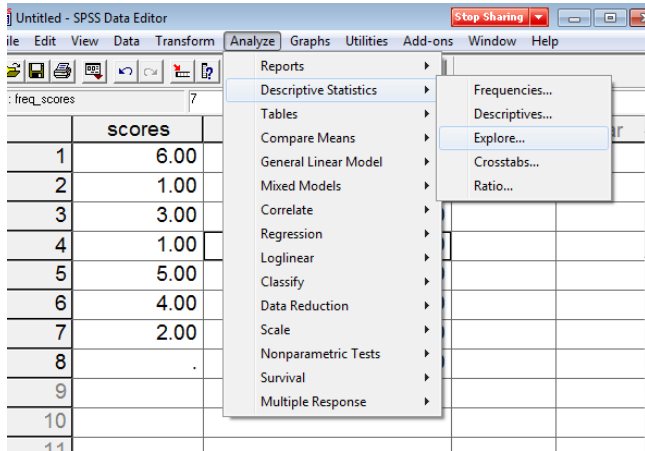 Untitled - SPSS Data Editor Stop Sharing
ile Edit View Data Transform Analyze Graphs Utilities Add-ons Window Help
: freq_scores 7
Reports
Descriptive Statistics
Tables
Compare Means
General Linear Model
Mixed Models
Correlate
Regression
Loglinear
Classify
Data Reduction
Scale
Nonparametric Tests
Survival
Multiple Response
Frequencies...
Descriptives...
Explore...
Crosstabs...
Ratio...
scores ar
1 6.00
2 1.00
3 3.00
4 1.00
5 5.00
6 4.00
7 2.00
8 .
9
10
11